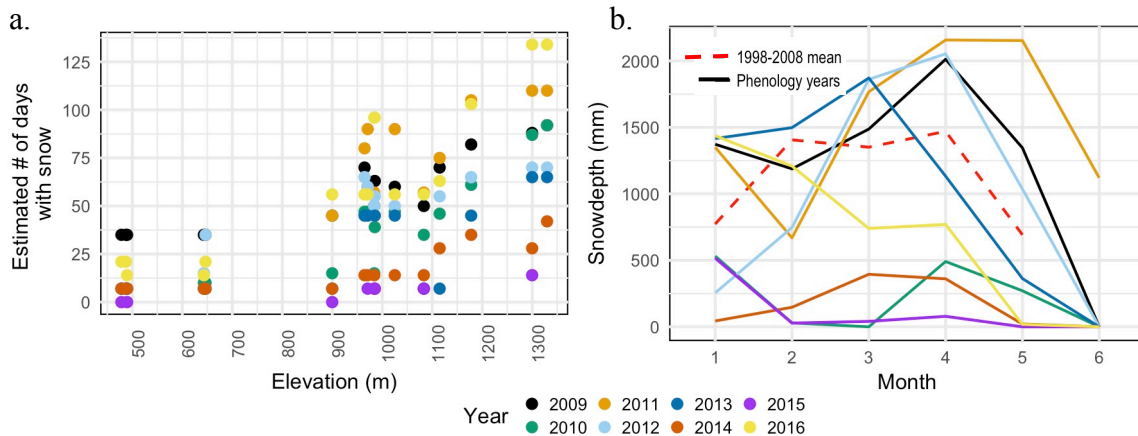 a.
Estimated # of days
with snow
125
100
75
50
25
0
500
600
700
800
900
1000
1100
1200
1300
Elevation (m)
b.
Snowdepth (mm)
2000
1500
1000
500
0
1998-2008 mean
Phenology years
1 2 3 4 5 6
Month
Year
2009 2011 2013 2015
2010 2012 2014 2016